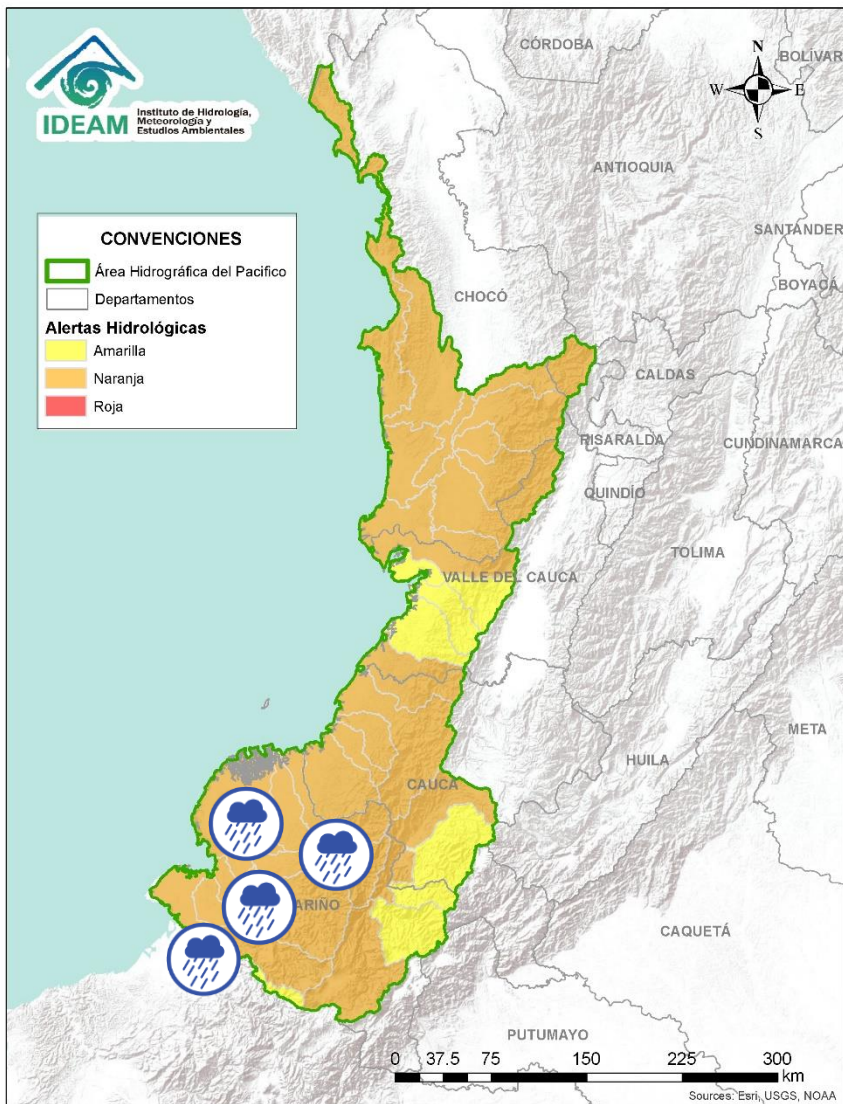 IDEAM
Instituto de Hidrología,
Meteorología y
Estudios Ambientales
CÓRDOBA
BOLÍVAR
N
W
E
S
ANTIOQUIA
SANTANDER
BOYACÁ
CONVENCIONES
Área Hidrográfica del Pacifico
Departamentos
Alertas Hidrológicas
Amarilla
Naranja
Roja
CHOCÓ
CALDAS
RISARALDA
CUNDINAMARCA
QUINDÍO
TOLIMA
VALLE DEL CAUCA
META
HUILA
CAUCA
ARIÑO
CAQUETÁ
PUTUMAYO
0 37.5 75 150 225 300
km
Sources: Esri, USGS, NOAA